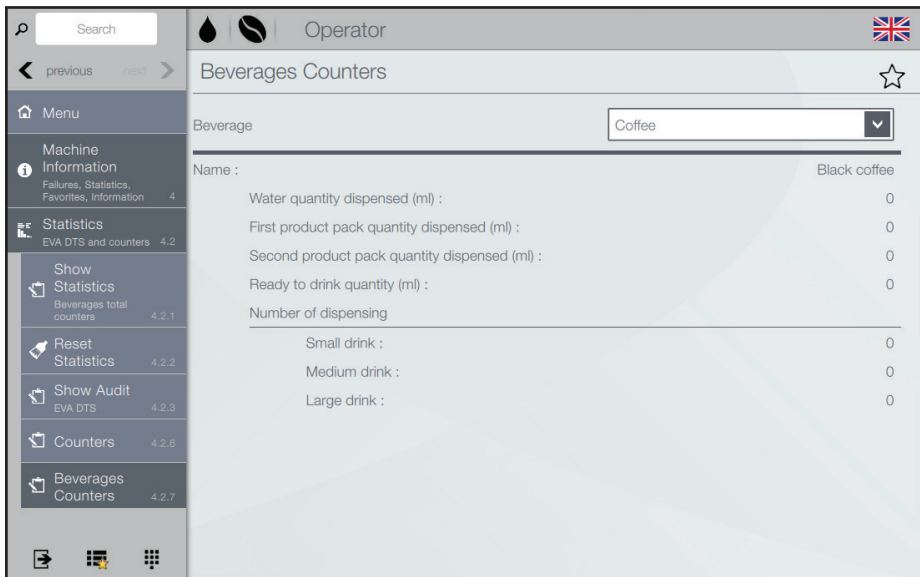 Search
Operator
previous
next
Beverages Counters
Menu
Beverage
Coffee
Machine
Information
Failures, Statistics,
Favorites, Information 4
Name :
Black coffee
Statistics
EVA DTS and counters 4.2
Water quantity dispensed (ml) : 0
First product pack quantity dispensed (ml) : 0
Second product pack quantity dispensed (ml) : 0
Ready to drink quantity (ml) : 0
Number of dispensing
Small drink : 0
Medium drink : 0
Large drink : 0
Show
Statistics
Beverages total
counters 4.2.1
Reset
Statistics 4.2.2
Show Audit
EVA DTS 4.2.3
Counters 4.2.6
Beverages
Counters 4.2.7